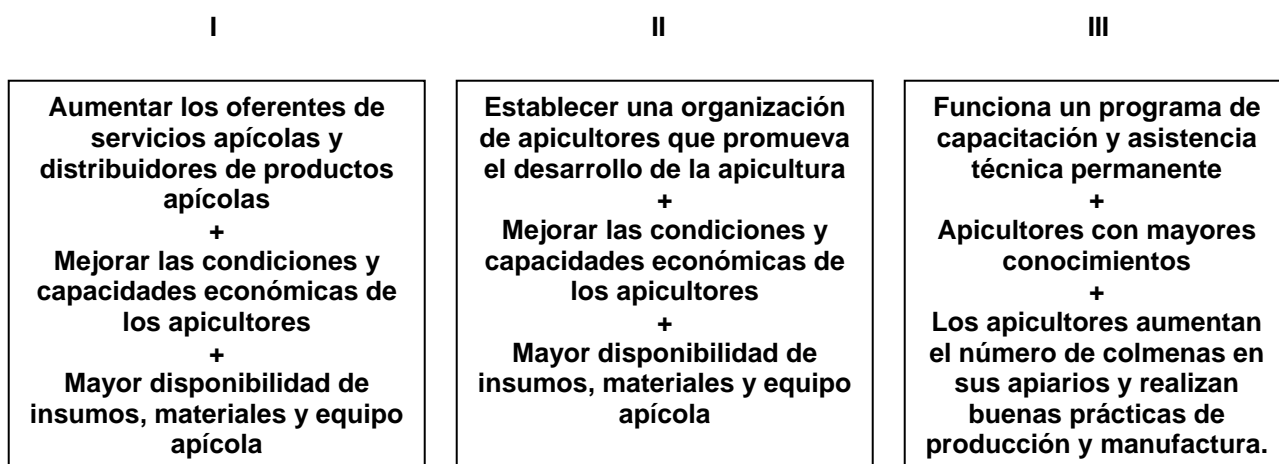 I
II
III
Aumentar los oferentes de
servicios apícolas y
distribuidores de productos
apícolas
+
Mejorar las condiciones y
capacidades económicas de
los apicultores
+
Mayor disponibilidad de
insumos, materiales y equipo
apícola
Establecer una organización
de apicultores que promueva
el desarrollo de la apicultura
+
Mejorar las condiciones y
capacidades económicas de
los apicultores
+
Mayor disponibilidad de
insumos, materiales y equipo
apícola
Funciona un programa de
capacitación y asistencia
técnica permanente
+
Apicultores con mayores
conocimientos
+
Los apicultores aumentan
el número de colmenas en
sus apiarios y realizan
buenas prácticas de
producción y manufactura.